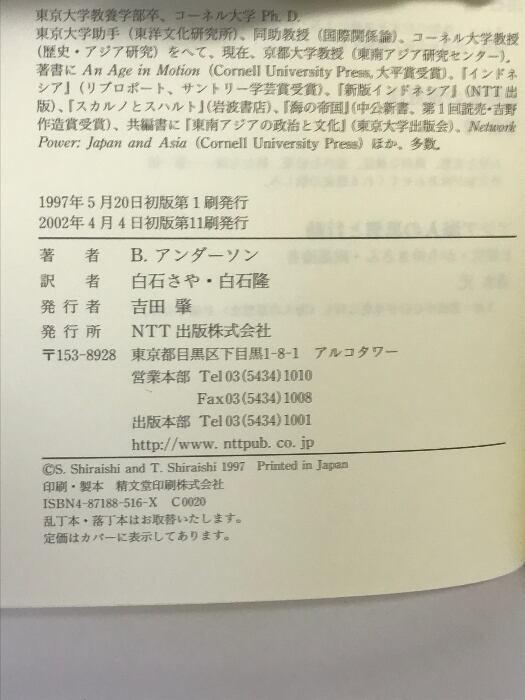 東京大学教養学部卒、コーネル大学 Ph. D.
東京大学助手（東洋文化研究所）、同助教授（国際関係論）、コーネル大学教授
（歴史・アジア研究）をへて、現在、京都大学教授（東南アジア研究センター）。
著書に An Age in Motion (Cornell University Press, 大平賞受賞)、『インドネ
シア』（リブロポート、サントリー学芸賞受賞）、『新版インドネシア』（NTT出
版）、『スカルノとスハルト』（岩波書店）、『海の帝国』（中公新書、第1回読売・吉野
作造賞受賞）、共編書に『東南アジアの政治と文化』（東京大学出版会）、Network
Power: Japan and Asia (Cornell University Press) ほか。多数。
1997年5月20日初版第1刷発行
2002年4月4日初版第11刷発行
著者 B. アンダーソン
訳者 白石さや・白石隆
発行者 吉田 肇
発行所 NTT出版株式会社
〒153-8928 東京都目黒区下目黒1-8-1 アルコタワー
営業本部 Tel 03(5434)1010
Fax03(5434)1008
出版本部 Tel 03(5434)1001
http://www. nttpub. co. jp
©S. Shiraishi and T. Shiraishi 1997 Printed in Japan
印刷・製本 精文堂印刷株式会社
ISBN4-87188-516-X C0020
乱丁本・落丁本はお取替いたします。
定価はカバーに表示してあります。